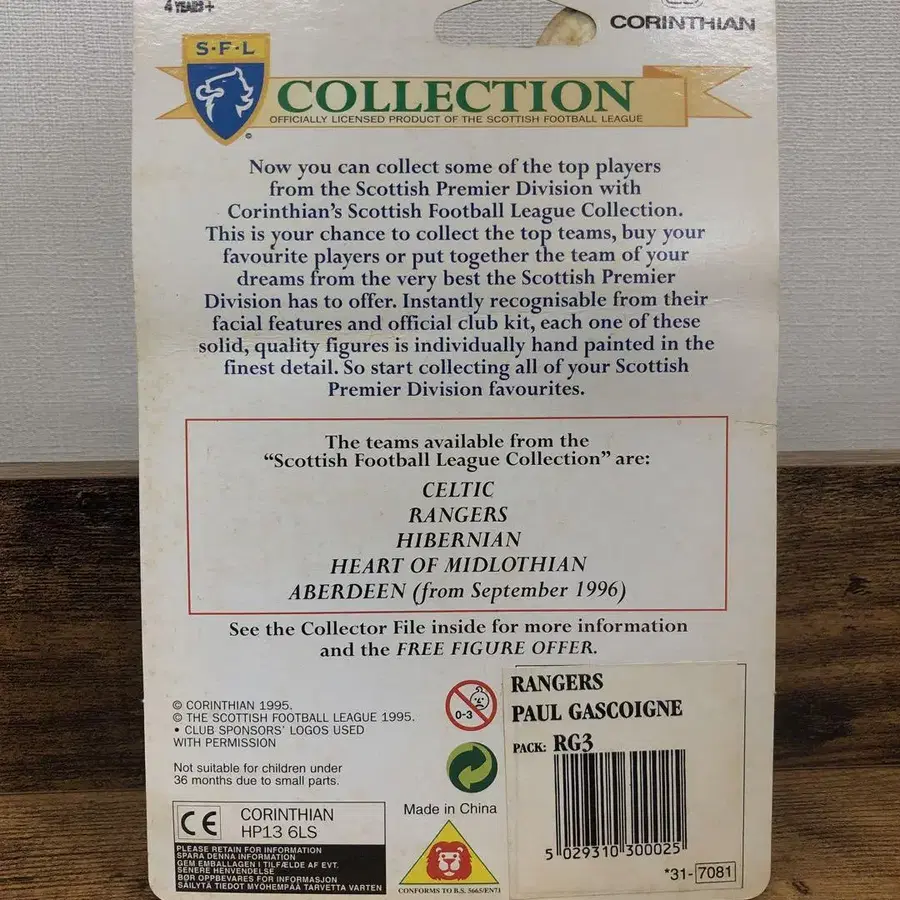 4 YEARS+
CORINTHIAN
S·F·L
COLLECTION
OFFICIALLY LICENSED PRODUCT OF THE SCOTTISH FOOTBALL LEAGUE
Now you can collect some of the top players
from the Scottish Premier Division with
Corinthian's Scottish Football League Collection.
This is your chance to collect the top teams, buy your
favourite players or put together the team of your
dreams from the very best the Scottish Premier
Division has to offer. Instantly recognisable from their
facial features and official club kit, each one of these
solid, quality figures is individually hand painted in the
finest detail. So start collecting all of your Scottish
Premier Division favourites.
The teams available from the
“Scottish Football League Collection” are:
CELTIC
RANGERS
HIBERNIAN
HEART OF MIDLOTHIAN
ABERDEEN (from September 1996)
See the Collector File inside for more information
and the FREE FIGURE OFFER.
© CORINTHIAN 1995.
© THE SCOTTISH FOOTBALL LEAGUE 1995.
• CLUB SPONSORS' LOGOS USED
WITH PERMISSION
Not suitable for children under
36 months due to small parts.
CE
CORINTHIAN
HP13 6LS
PLEASE RETAIN FOR INFORMATION
SPARA DENNA INFORMATION
GEM EMBALLAGEN I TILFÆLDE AF EVT.
SENERE HENVENDELSE
BØR OPPBEVARES FOR INFORMASJON
SÄILYTÄ TIEDOT MYÖHEMPÄÄ TARVETTA VARTEN
0-3
Made in China
CONFORMS TO B.S. 5665/EN71
RANGERS
PAUL GASCOIGNE
PACK: RG3
5 029310 300025
*31-7081